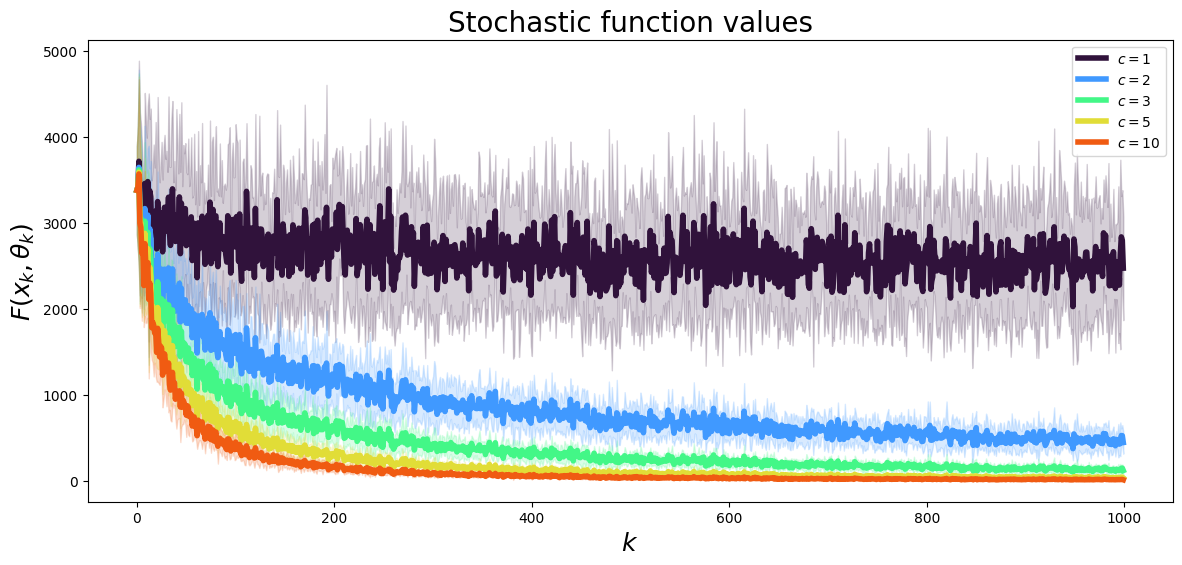 Stochastic function values
5000
4000
3000
2000
1000
0
F(x_k, θ_k)
c = 1
c = 2
c = 3
c = 5
c = 10
0 200 400 600 800 1000
k